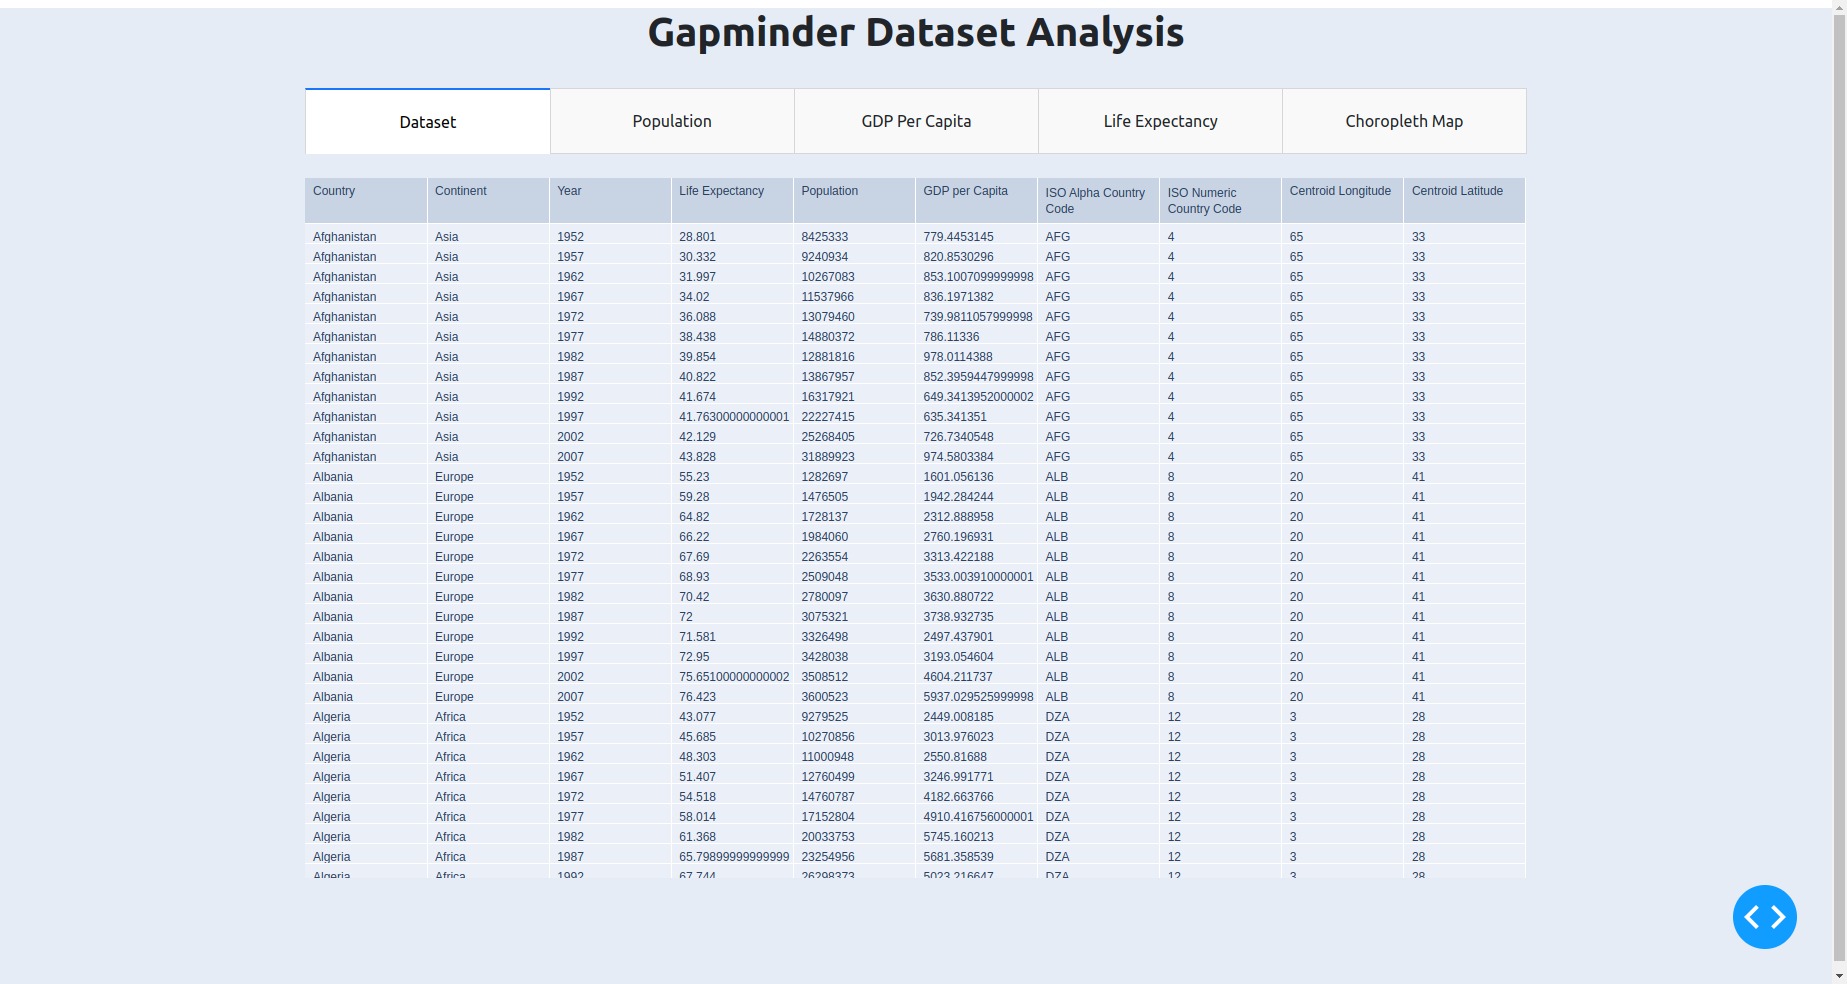 Gapminder Dataset Analysis
Dataset Population GDP Per Capita Life Expectancy Choropleth Map
Country Continent Year Life Expectancy Population GDP per Capita ISO Alpha Country Code ISO Numeric Country Code Centroid Longitude Centroid Latitude
Afghanistan Asia 1952 28.801 8425333 779.4453145 AFG 4 65 33
Afghanistan Asia 1957 30.332 9240934 820.8530296 AFG 4 65 33
Afghanistan Asia 1962 31.997 10267083 853.1007099999998 AFG 4 65 33
Afghanistan Asia 1967 34.02 11537966 836.1971382 AFG 4 65 33
Afghanistan Asia 1972 36.088 13079460 739.9811057999998 AFG 4 65 33
Afghanistan Asia 1977 38.438 14880372 786.11336 AFG 4 65 33
Afghanistan Asia 1982 39.854 12881816 978.0114388 AFG 4 65 33
Afghanistan Asia 1987 40.822 13867957 852.3959447999998 AFG 4 65 33
Afghanistan Asia 1992 41.674 16317921 649.3413952000002 AFG 4 65 33
Afghanistan Asia 1997 41.76300000000001 22227415 635.341351 AFG 4 65 33
Afghanistan Asia 2002 42.129 25268405 726.7340548 AFG 4 65 33
Afghanistan Asia 2007 43.828 31889923 974.5803384 AFG 4 65 33
Albania Europe 1952 55.23 1282697 1601.056136 ALB 8 20 41
Albania Europe 1957 59.28 1476505 1942.284244 ALB 8 20 41
Albania Europe 1962 64.82 1728137 2312.888958 ALB 8 20 41
Albania Europe 1967 66.22 1984060 2760.196931 ALB 8 20 41
Albania Europe 1972 67.69 2263554 3313.422188 ALB 8 20 41
Albania Europe 1977 68.93 2509048 3533.003910000001 ALB 8 20 41
Albania Europe 1982 70.42 2780097 3630.880722 ALB 8 20 41
Albania Europe 1987 72 3075321 3738.932735 ALB 8 20 41
Albania Europe 1992 71.581 3326498 2497.437901 ALB 8 20 41
Albania Europe 1997 72.95 3428038 3193.054604 ALB 8 20 41
Albania Europe 2002 75.65100000000002 3508512 4604.211737 ALB 8 20 41
Albania Europe 2007 76.423 3600523 5937.029525999998 ALB 8 20 41
Algeria Africa 1952 43.077 9279525 2449.008185 DZA 12 3 28
Algeria Africa 1957 45.685 10270856 3013.976023 DZA 12 3 28
Algeria Africa 1962 48.303 11000948 2550.81688 DZA 12 3 28
Algeria Africa 1967 51.407 12760499 3246.991771 DZA 12 3 28
Algeria Africa 1972 54.518 14760787 4182.663766 DZA 12 3 28
Algeria Africa 1977 58.014 17152804 4910.416756000001 DZA 12 3 28
Algeria Africa 1982 61.368 20033753 5745.160213 DZA 12 3 28
Algeria Africa 1987 65.79899999999999 23254956 5681.358539 DZA 12 3 28
Algeria Africa 1992 67.744 26298373 5023.216647 DZA 12 3 28